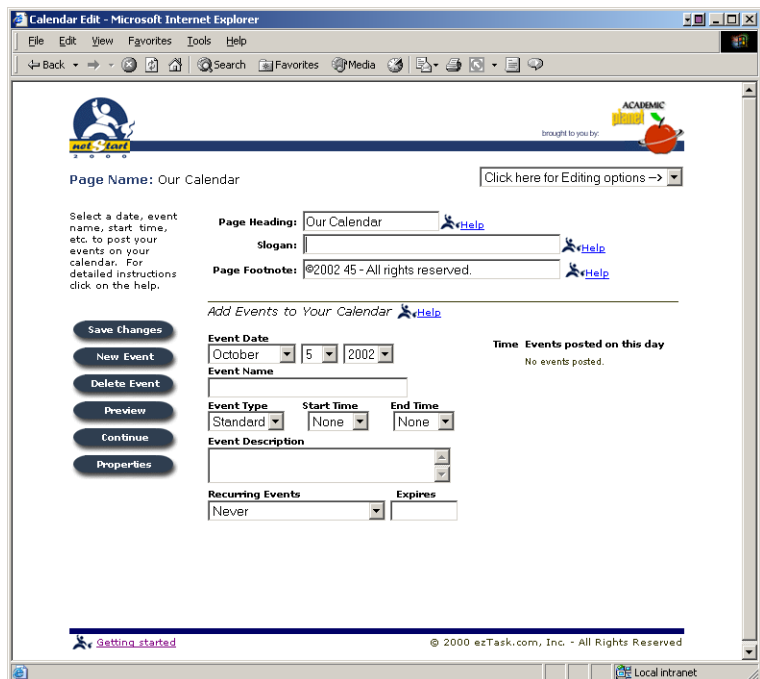 Calendar Edit - Microsoft Internet Explorer
File Edit View Favorites Tools Help
Back Search Favorites Media
net-Start
2 0 0 0
brought to you by:
ACADEMIC
planet
Page Name: Our Calendar
Click here for Editing options -->
Select a date, event
name, start time,
etc. to post your
events on your
calendar. For
detailed instructions
click on the help.
Page Heading: Our Calendar Help
Slogan: Help
Page Footnote: ©2002 45 - All rights reserved. Help
Add Events to Your Calendar Help
Save Changes
New Event
Delete Event
Preview
Continue
Properties
Event Date
October 5 2002
Event Name
Event Type Start Time End Time
Standard None None
Event Description
Recurring Events Expires
Never
Time Events posted on this day
No events posted.
Getting started
© 2000 ezTask.com, Inc. - All Rights Reserved
Local intranet